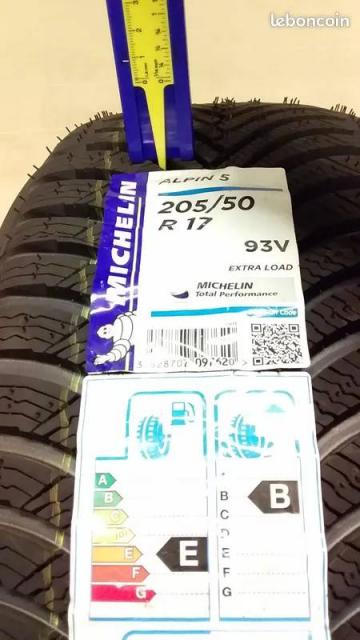 leboncoin
MICHELIN
ALPIN 5
205/50
R 17
93V
EXTRA LOAD
MICHELIN
Total Performance
A
B
C
E
F
G
E
B
B
C
D
E
F
G